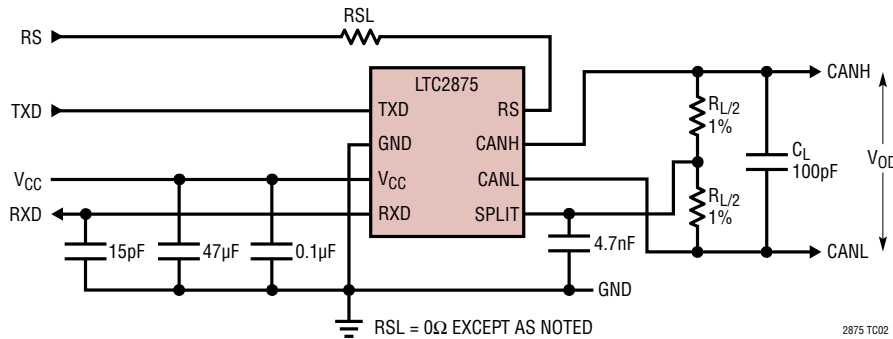 RSL
RS
LTC2875
TXD
TXD
RS
GND
CANH
VCC
VCC
CANL
RXD
RXD
SPLIT
15pF
47µF
0.1µF
4.7nF
RL/2
1%
RL/2
1%
CL
100pF
CANH
VOD
CANL
GND
RSL = 0Ω EXCEPT AS NOTED
2875 TC02